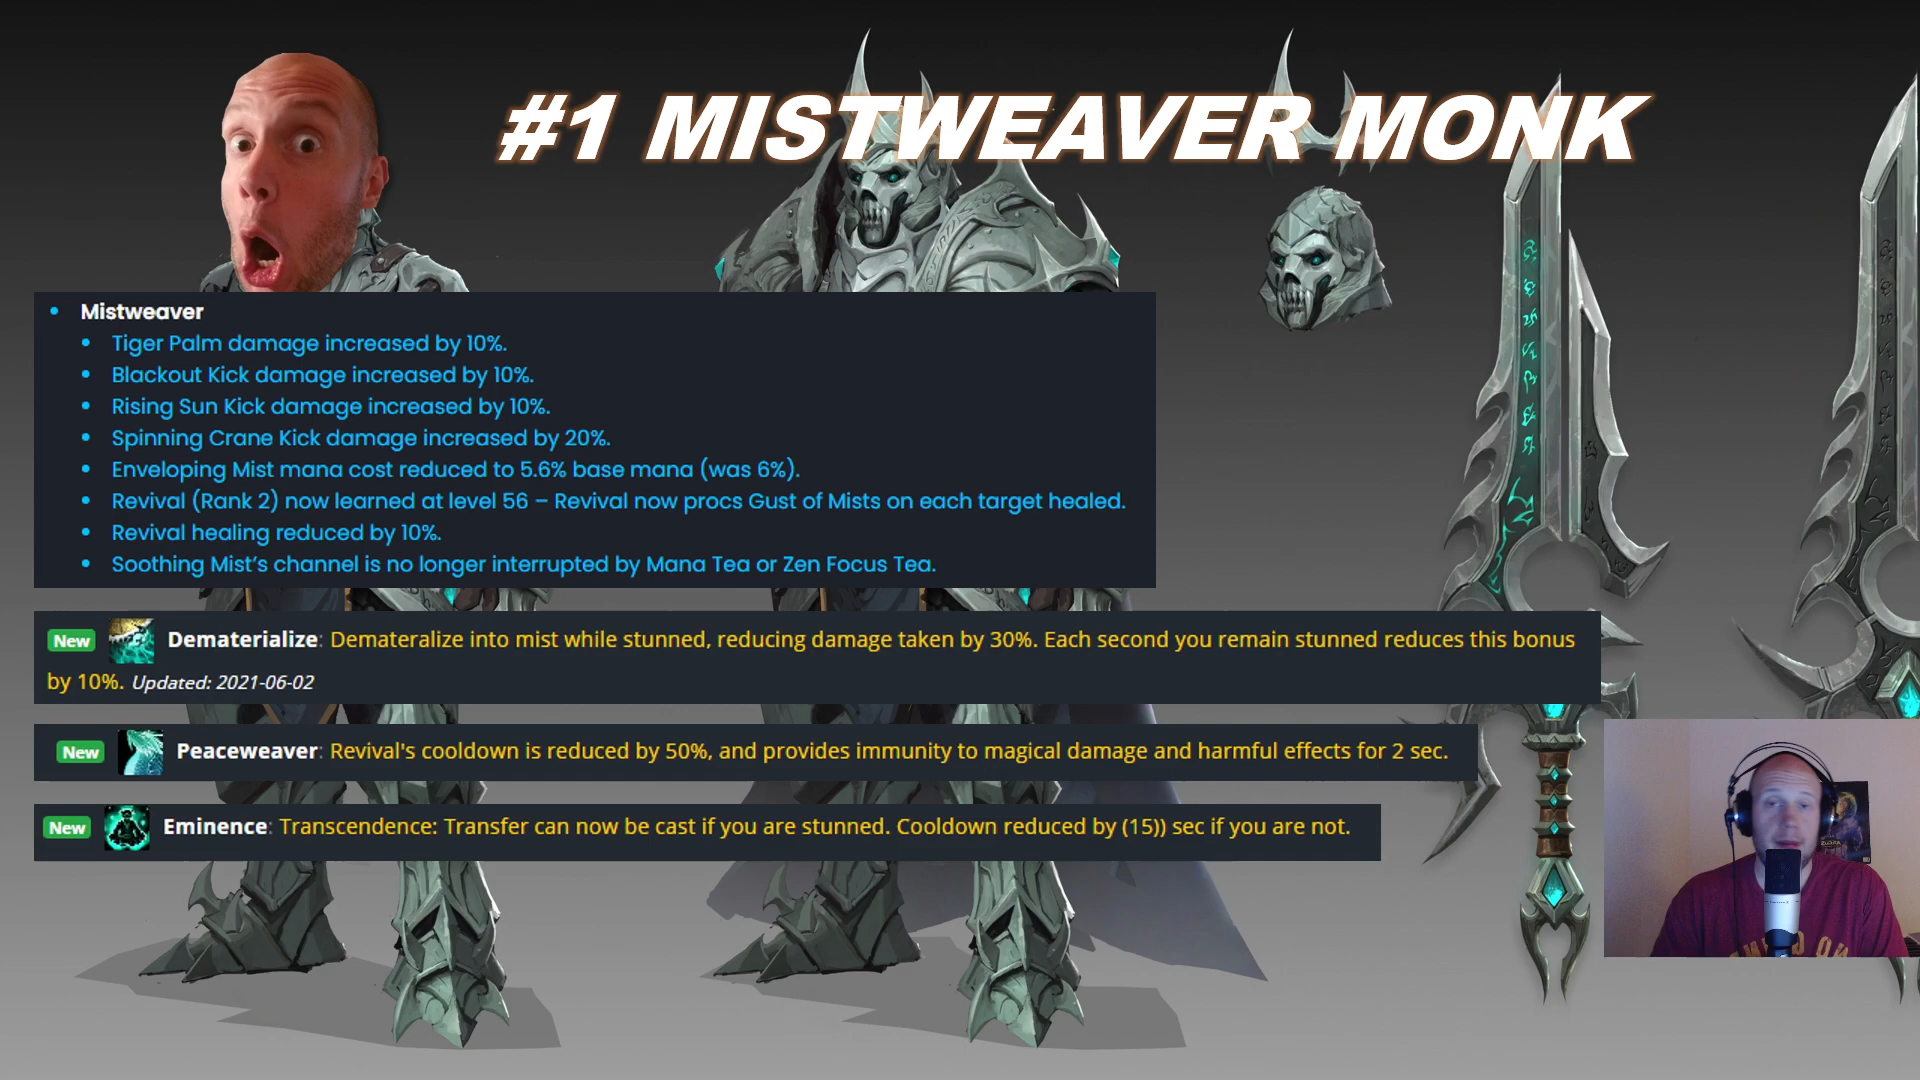 #1 MISTWEAVER MONK
Mistweaver
Tiger Palm damage increased by 10%.
Blackout Kick damage increased by 10%.
Rising Sun Kick damage increased by 10%.
Spinning Crane Kick damage increased by 20%.
Enveloping Mist mana cost reduced to 5.6% base mana (was 6%).
Revival (Rank 2) now learned at level 56 – Revival now procs Gust of Mists on each target healed.
Revival healing reduced by 10%.
Soothing Mist’s channel is no longer interrupted by Mana Tea or Zen Focus Tea.
New Dematerialize: Demateralize into mist while stunned, reducing damage taken by 30%. Each second you remain stunned reduces this bonus
by 10%. Updated: 2021-06-02
New Peaceweaver: Revival's cooldown is reduced by 50%, and provides immunity to magical damage and harmful effects for 2 sec.
New Eminence: Transcendence: Transfer can now be cast if you are stunned. Cooldown reduced by (15)) sec if you are not.